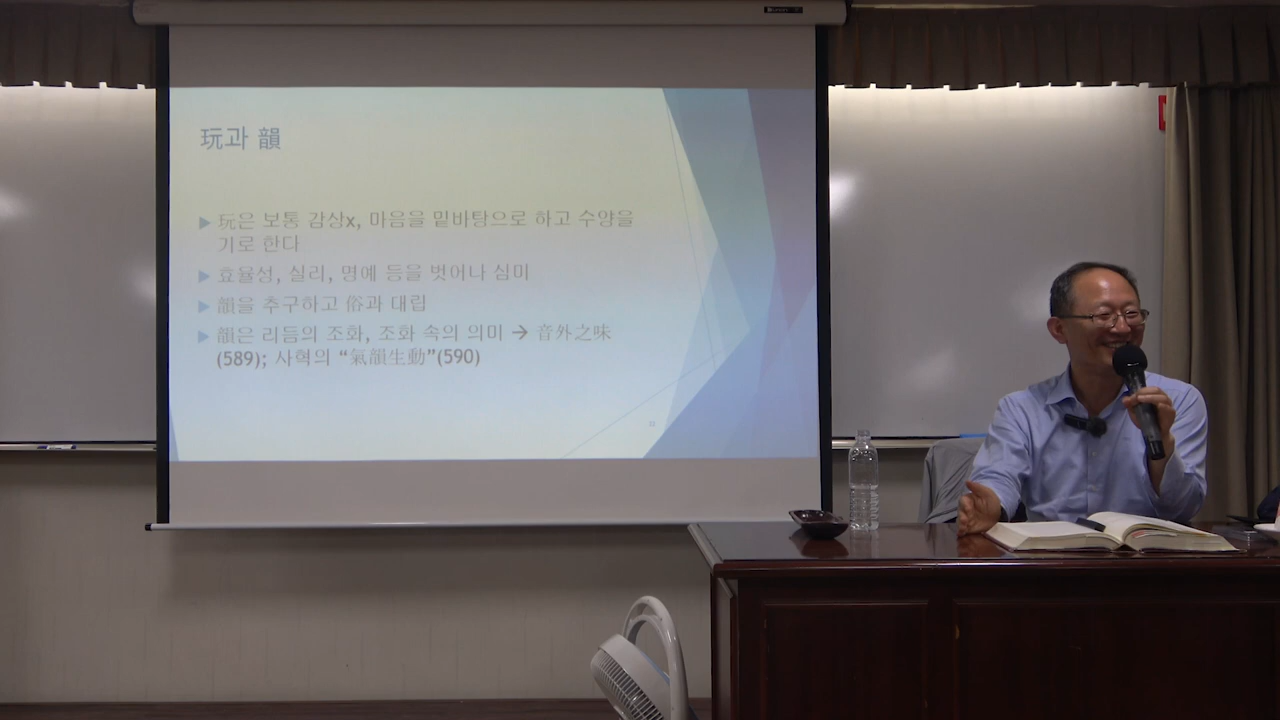 玩과 韻
玩은 보통 감상x, 마음을 밑바탕으로 하고 수양을
기로 한다
효율성, 실리, 명예 등을 벗어나 심미
韻을 추구하고 俗과 대립
韻은 리듬의 조화, 조화 속의 의미 → 音外之味
(589); 사혁의 “氣韻生動”(590)